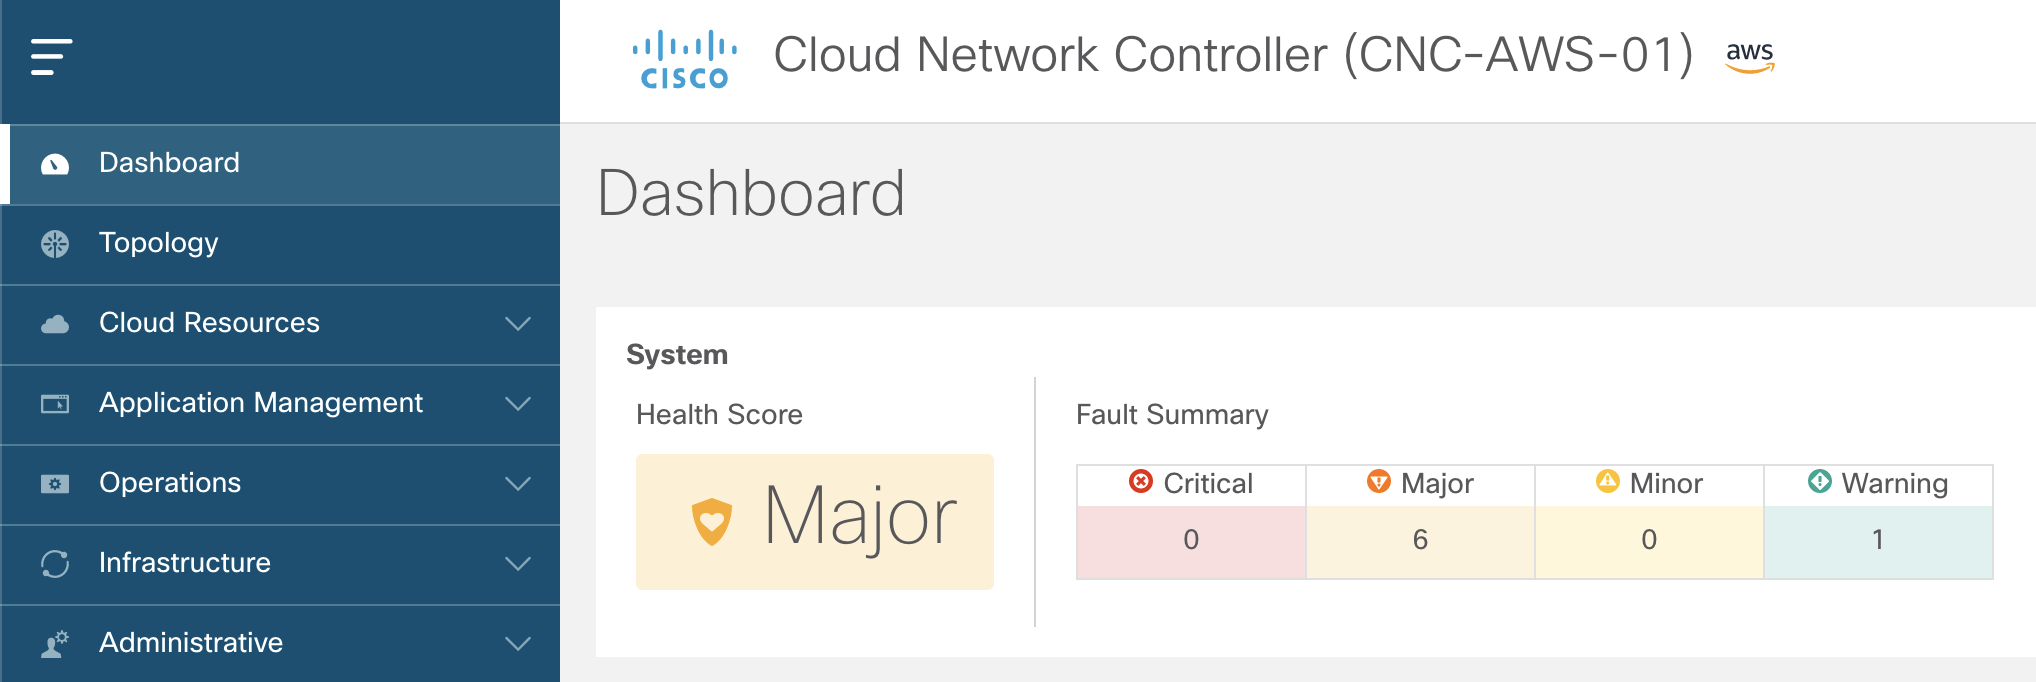 CISCO
Cloud Network Controller (CNC-AWS-01)
aws
Dashboard
Topology
Cloud Resources
Application Management
Operations
Infrastructure
Administrative
Dashboard
System
Health Score
Major
Fault Summary
Critical Major Minor Warning
0 6 0 1